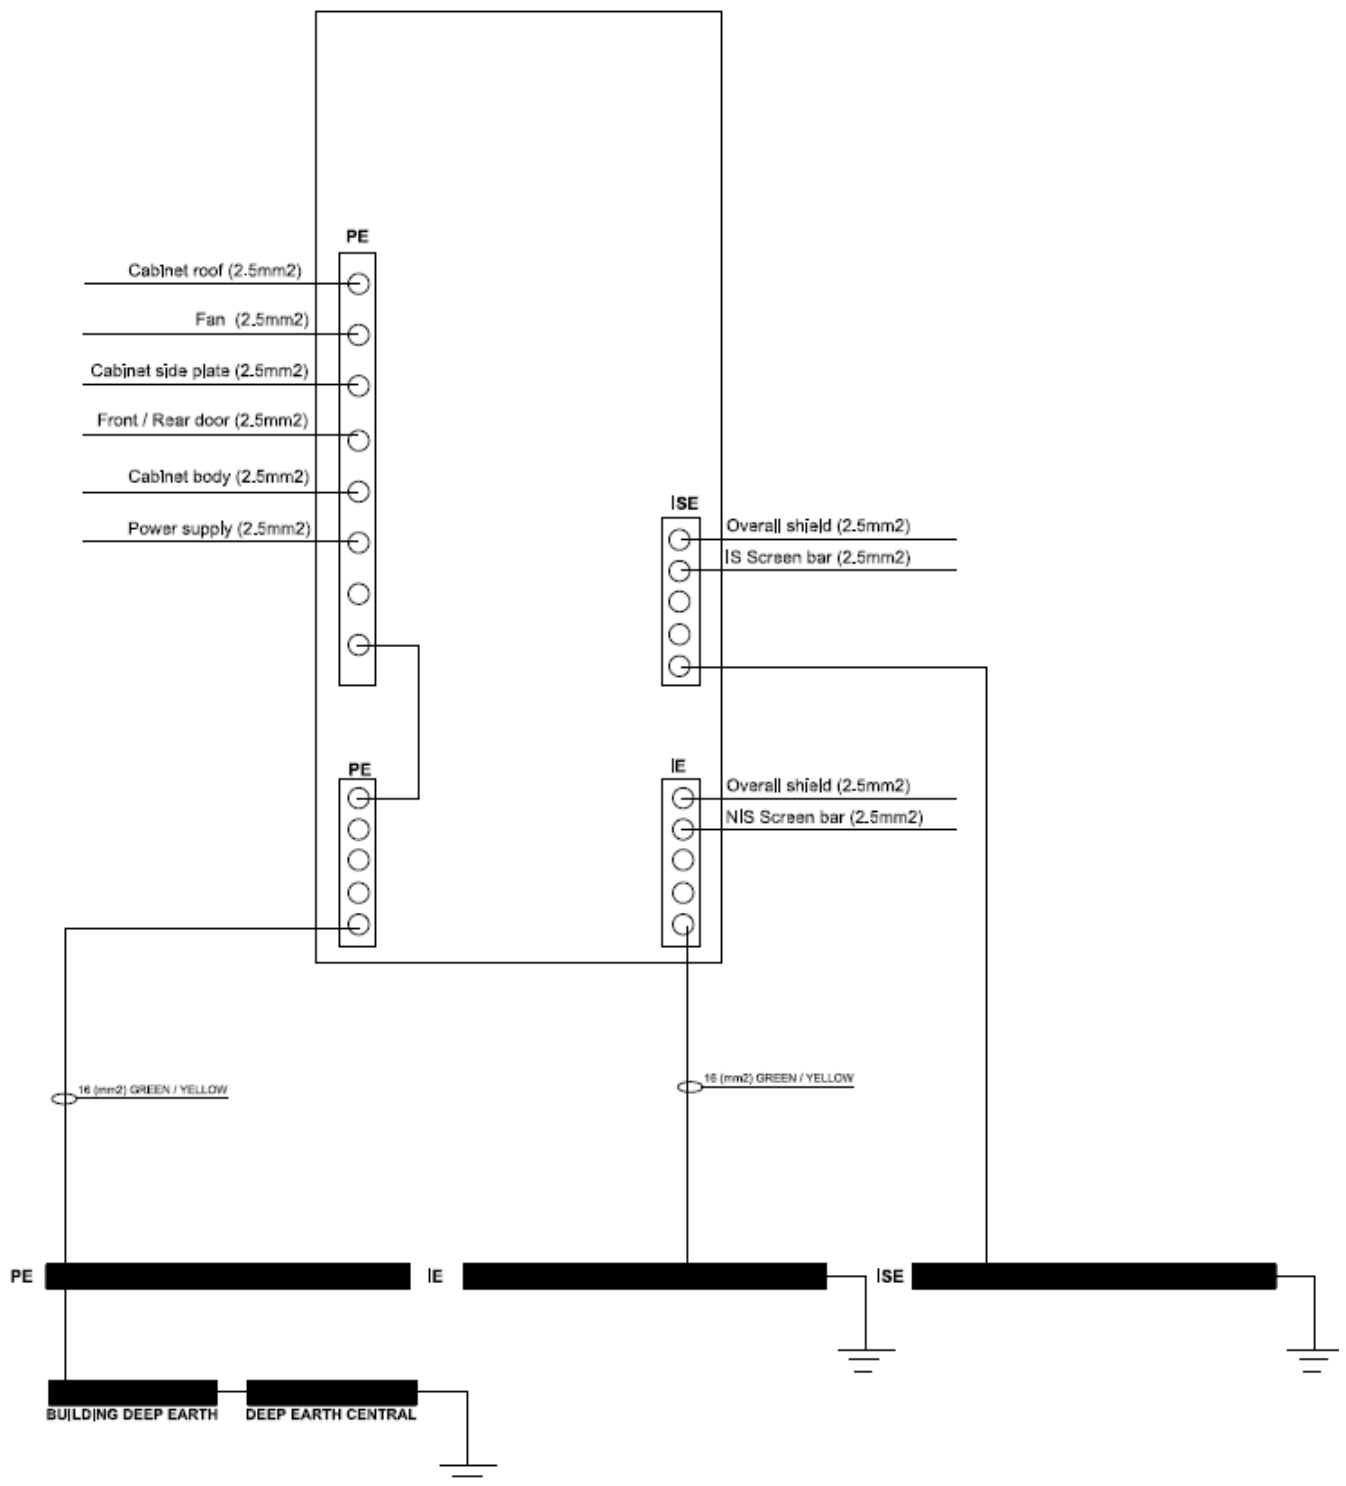 PE
Cabinet roof (2.5mm2)
Fan (2.5mm2)
Cabinet side plate (2.5mm2)
Front / Rear door (2.5mm2)
Cabinet body (2.5mm2)
Power supply (2.5mm2)
ISE
Overall shield (2.5mm2)
IS Screen bar (2.5mm2)
PE
IE
Overall shield (2.5mm2)
NIS Screen bar (2.5mm2)
16 (mm2) GREEN / YELLOW
16 (mm2) GREEN / YELLOW
PE
IE
ISE
BUILDING DEEP EARTH
DEEP EARTH CENTRAL